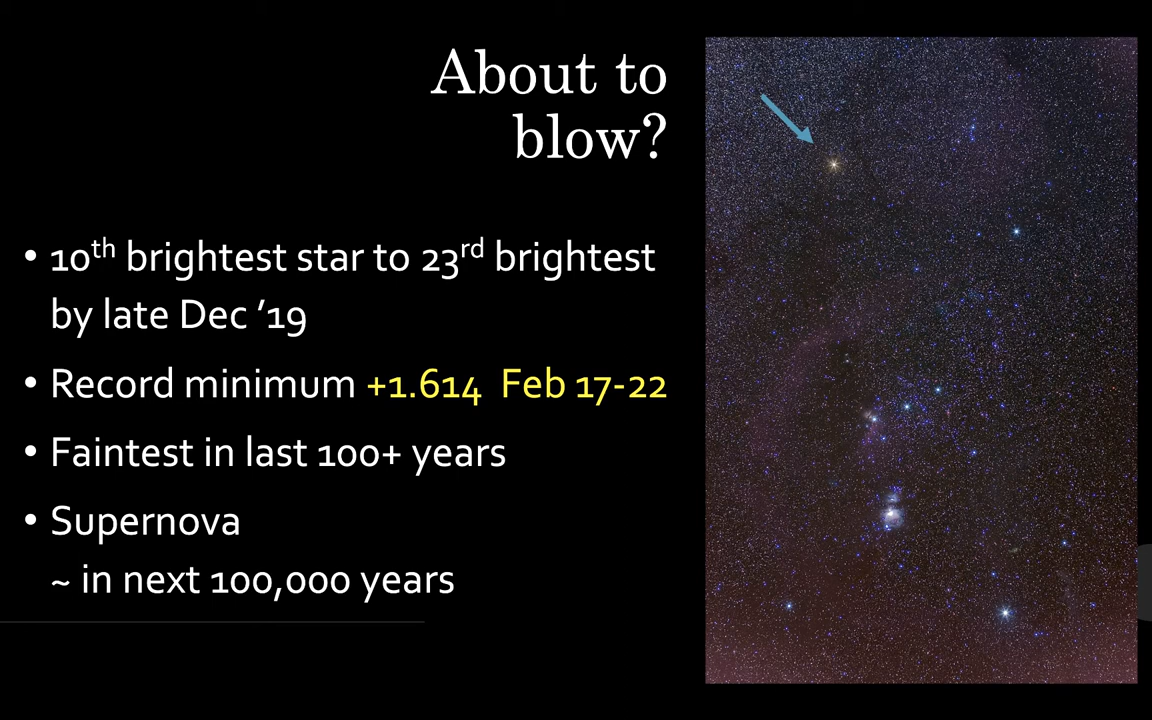 About to
blow?
• 10th brightest star to 23rd brightest
by late Dec ’19
• Record minimum +1.614 Feb 17-22
• Faintest in last 100+ years
• Supernova
~ in next 100,000 years